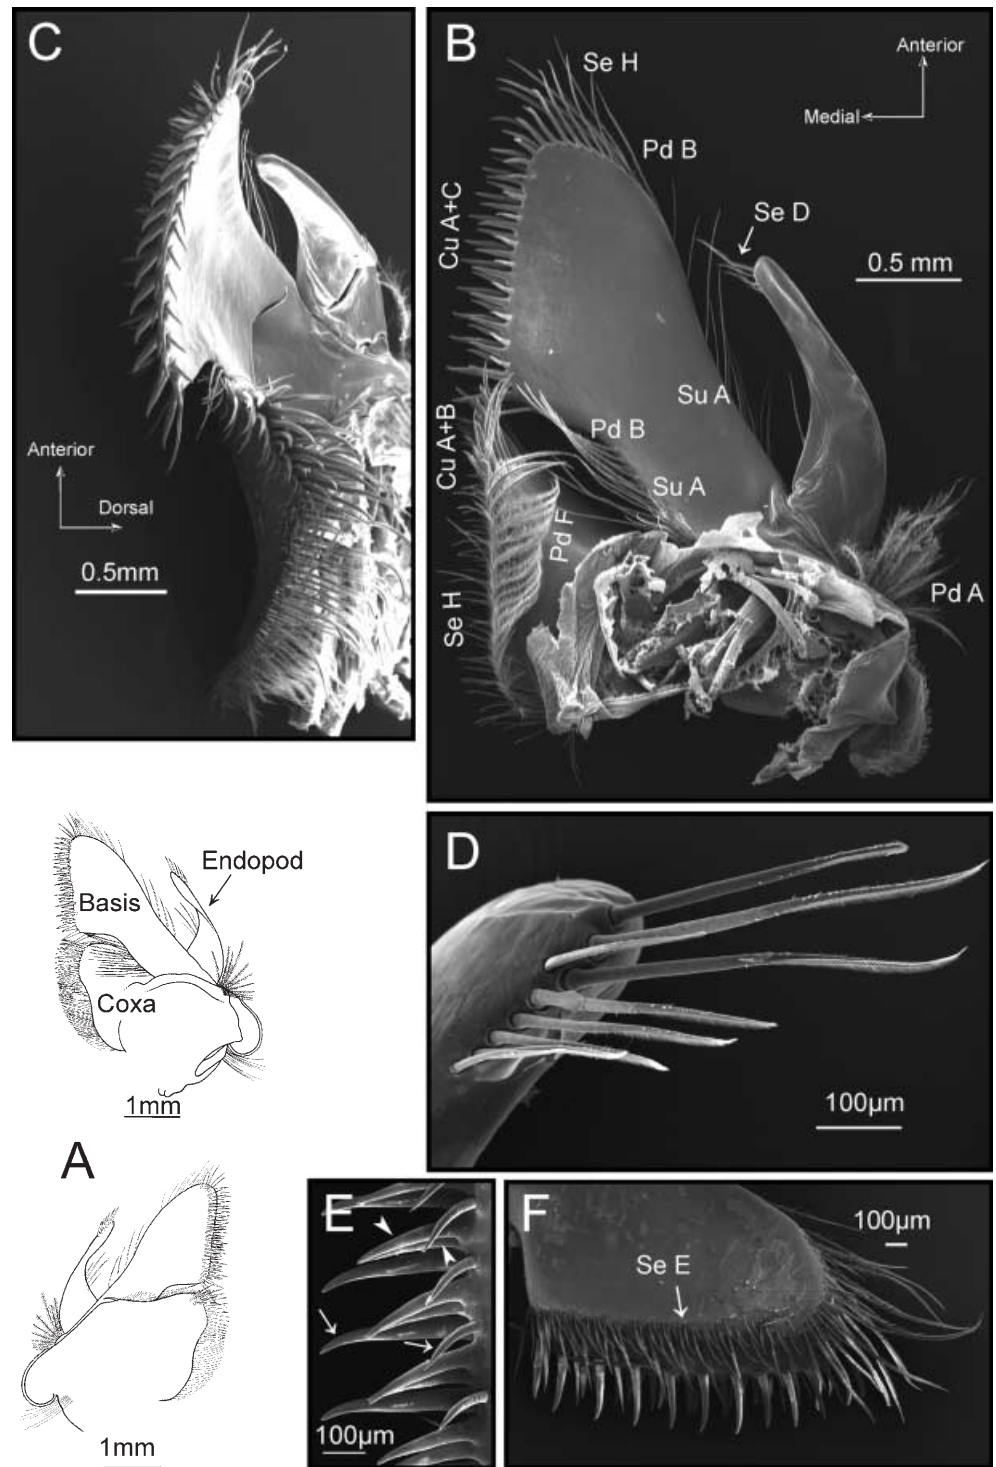 C
Anterior
Dorsal
0.5mm
B
Se H
Anterior
Medial
Pd B
Cu A+C
Se D
0.5 mm
Su A
Cu A+B
Pd B
Su A
Pd F
Se H
Pd A
Basis
Endopod
Coxa
1mm
A
1mm
D
100µm
E
100µm
F
100µm
Se E